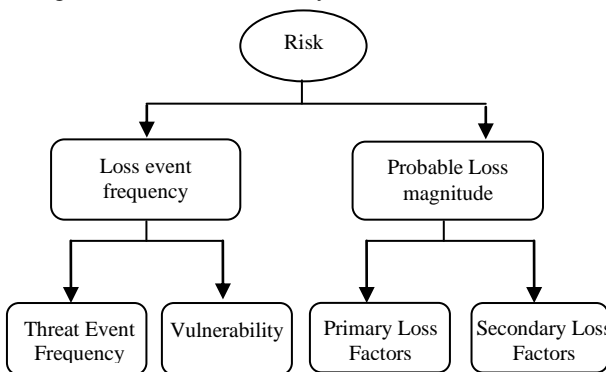 Risk
Loss event
frequency
Probable Loss
magnitude
Threat Event
Frequency
Vulnerability
Primary Loss
Factors
Secondary Loss
Factors